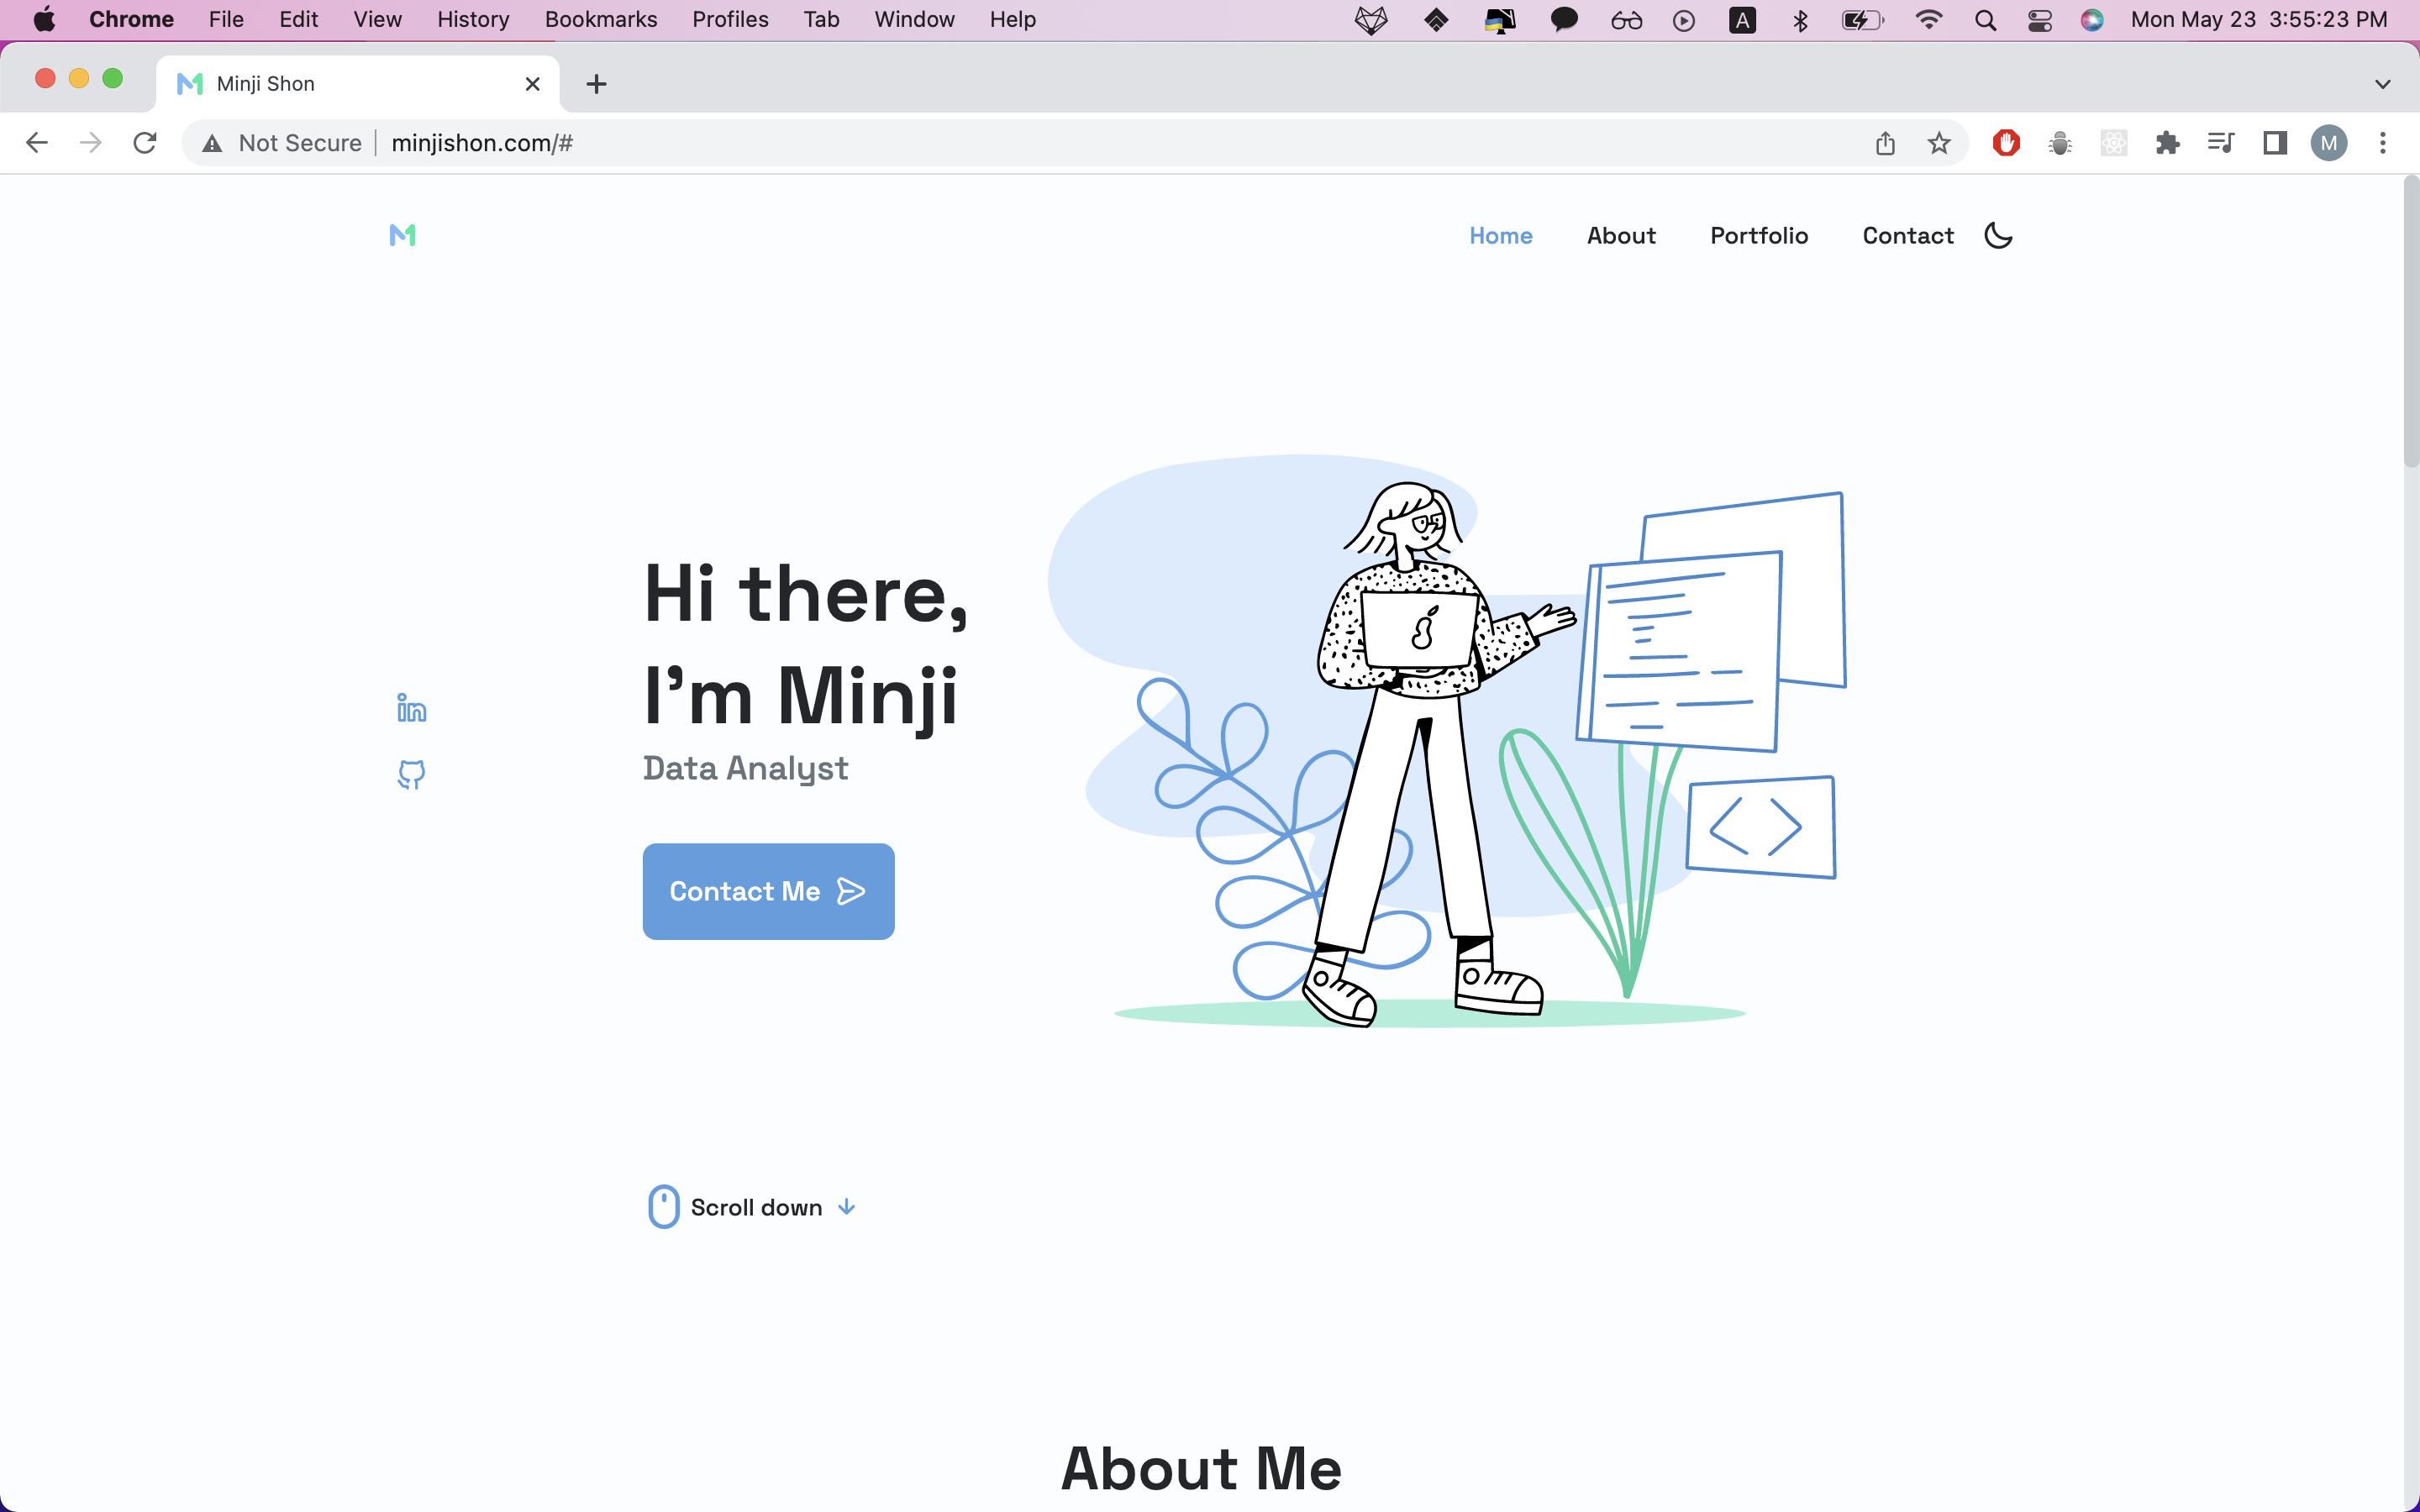 Chrome File Edit View History Bookmarks Profiles Tab Window Help A Mon May 23 3:55:23 PM
Minji Shon
Not Secure minjishon.com/# M
Home About Portfolio Contact
Hi there,
I'm Minji
Data Analyst
in
Contact Me
Scroll down
About Me